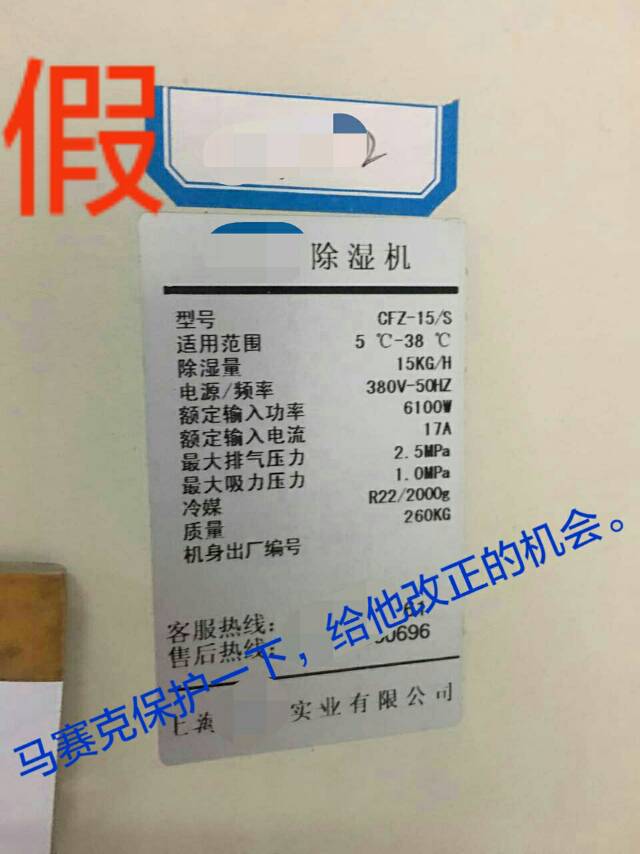 假
2
除湿机
型号 CFZ-15/S
适用范围 5 ℃-38 ℃
除湿量 15KG/H
电源/频率 380V-50HZ
额定输入功率 6100W
额定输入电流 17A
最大排气压力 2.5MPa
最大吸力压力 1.0MPa
冷媒 R22/2000g
质量 260KG
机身出厂编号
客服热线:
售后热线: 0696
马赛克保护一下，给他改正的机会。
上海 实业有限公司